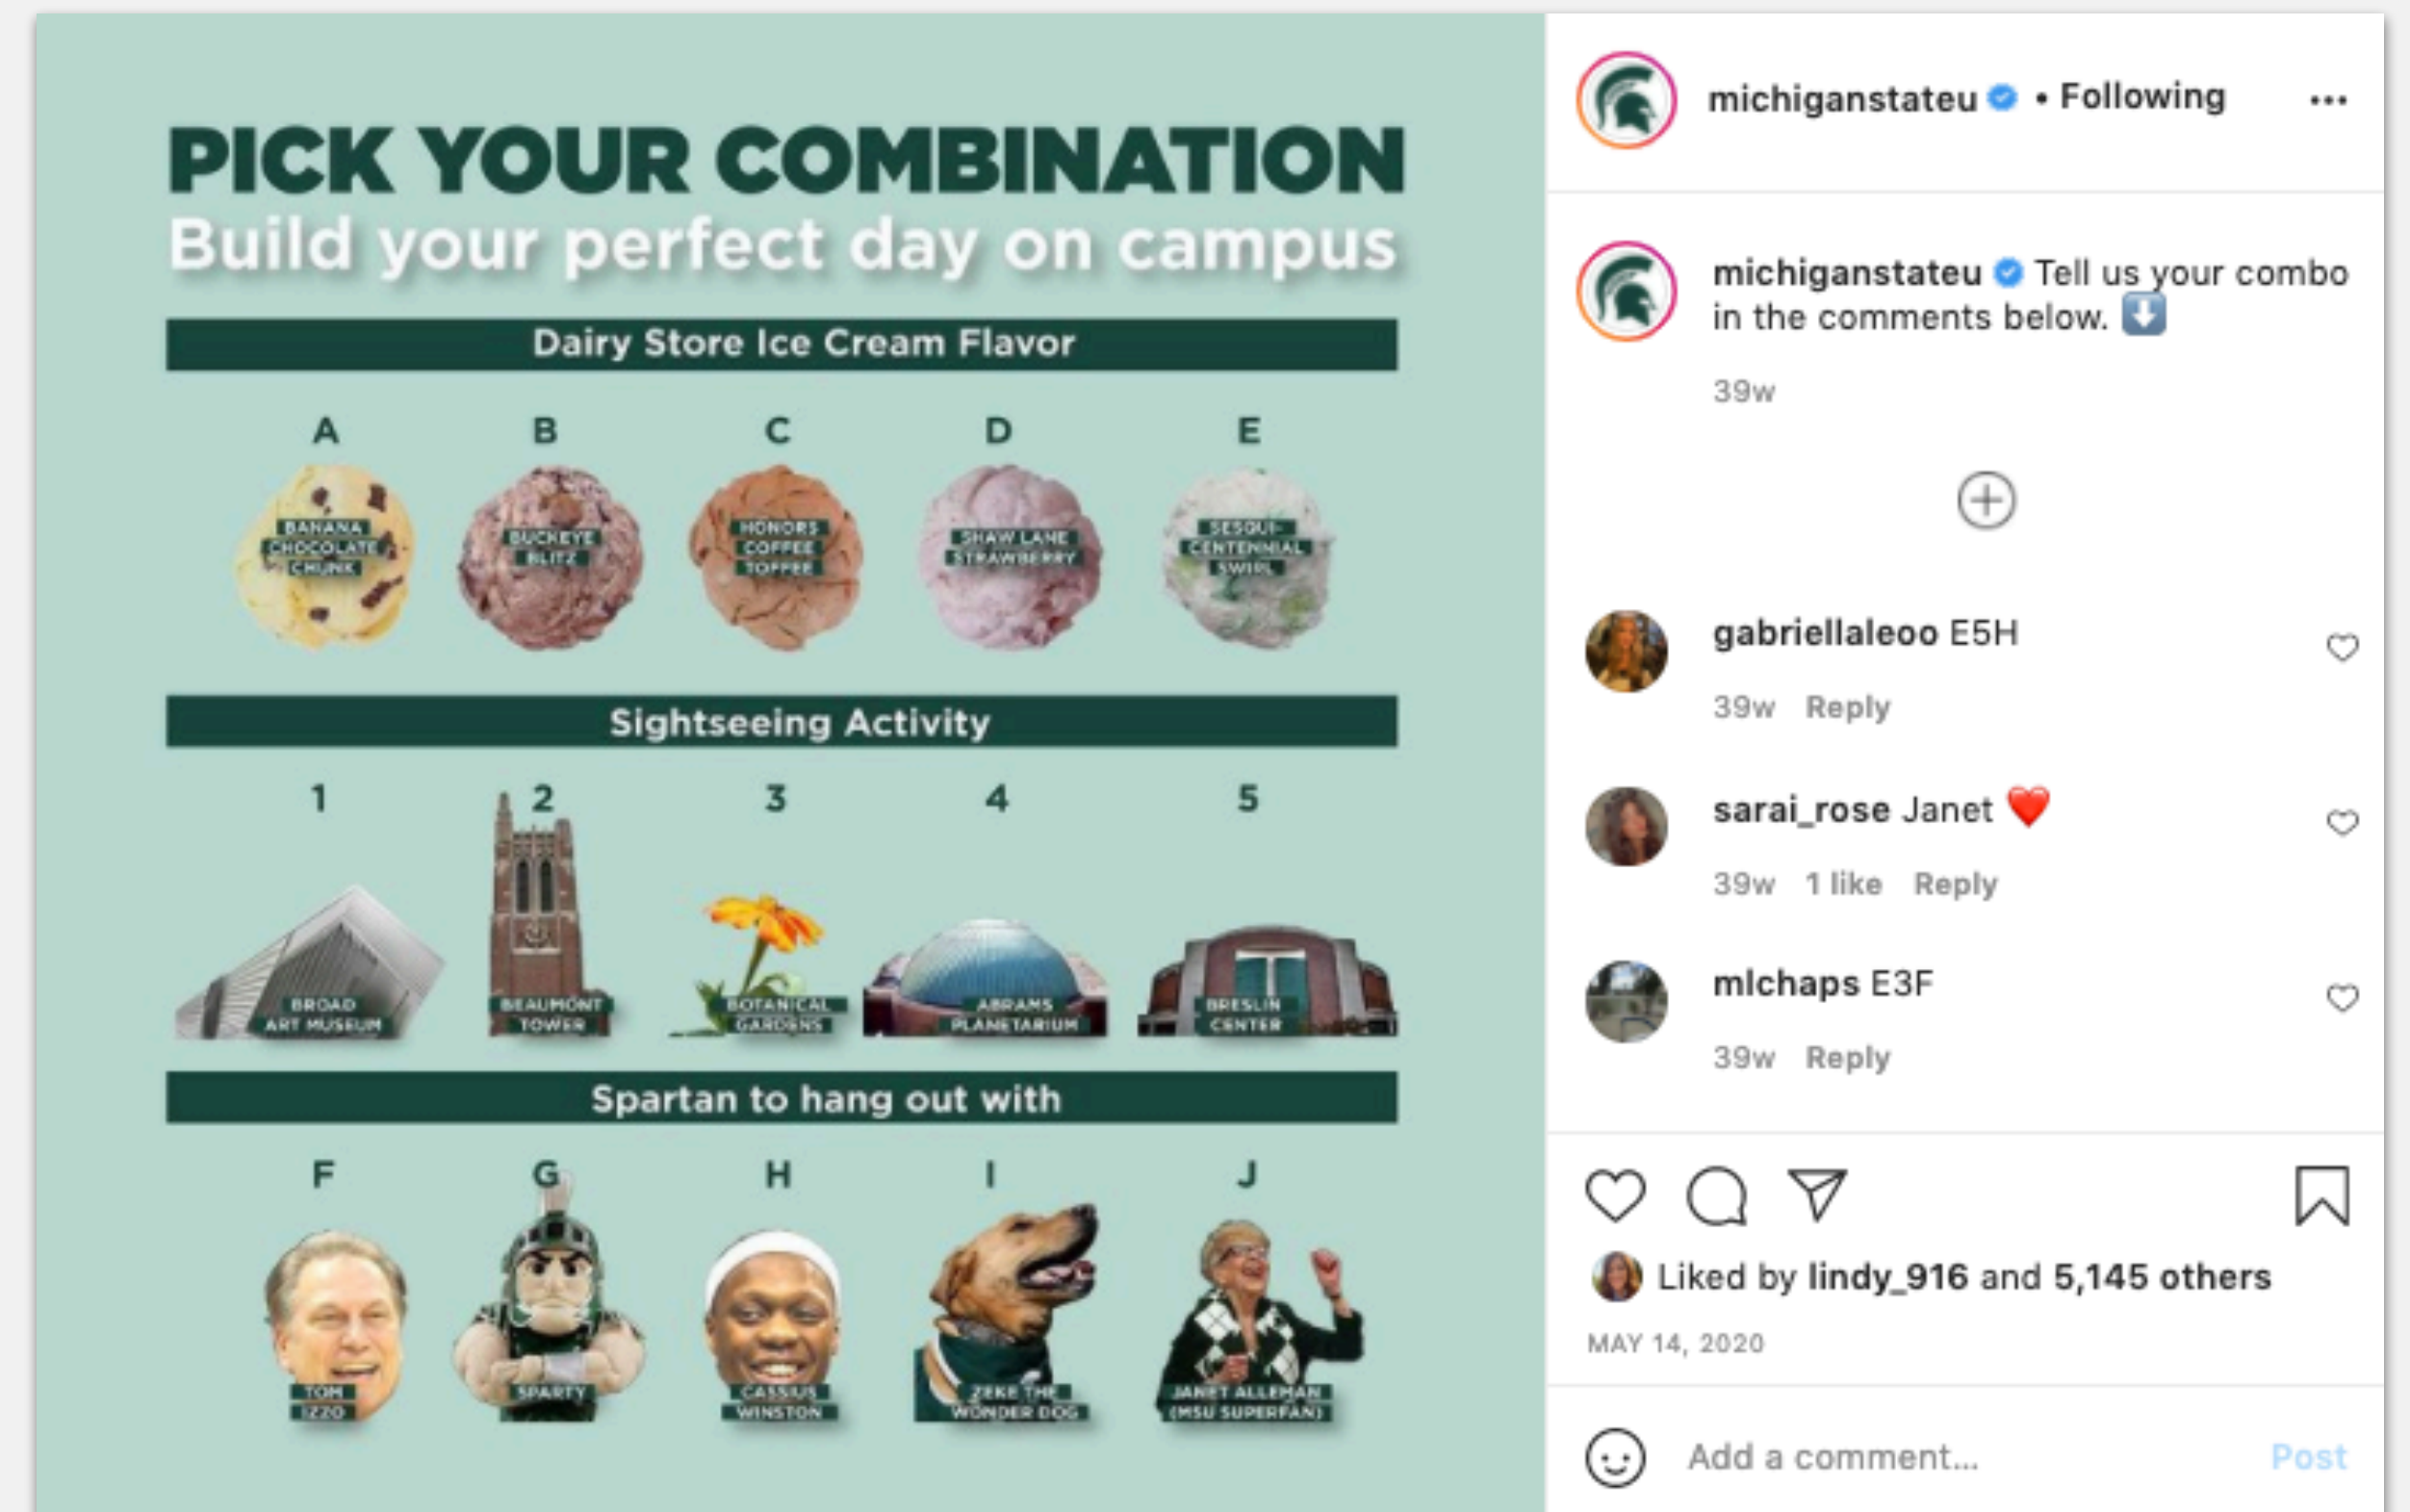 PICK YOUR COMBINATION
Build your perfect day on campus
Dairy Store Ice Cream Flavor
A B C D E
BANANA
CHOCOLATE
CHUNK
BUCKEYE
BLITZ
HONORS
COFFEE
TOFFEE
SHAW LANE
STRAWBERRY
SESQUI-
CENTENNIAL
SWIRL
Sightseeing Activity
1 2 3 4 5
BROAD
ART MUSEUM
BEAUMONT
TOWER
BOTANICAL
GARDENS
ABRAMS
PLANETARIUM
BRESLIN
CENTER
Spartan to hang out with
F G H I J
TOM
IZZO
SPARTY
CASSIUS
WINSTON
ZEKE THE
WONDER DOG
JANET ALLEMAN
(MSU SUPERFAN)
michiganstateu • Following
michiganstateu Tell us your combo
in the comments below. ⬇️
39w
gabriellaleoo E5H
39w Reply
sarai_rose Janet ❤️
39w 1 like Reply
mlchaps E3F
39w Reply
Liked by lindy_916 and 5,145 others
MAY 14, 2020
Add a comment...
Post